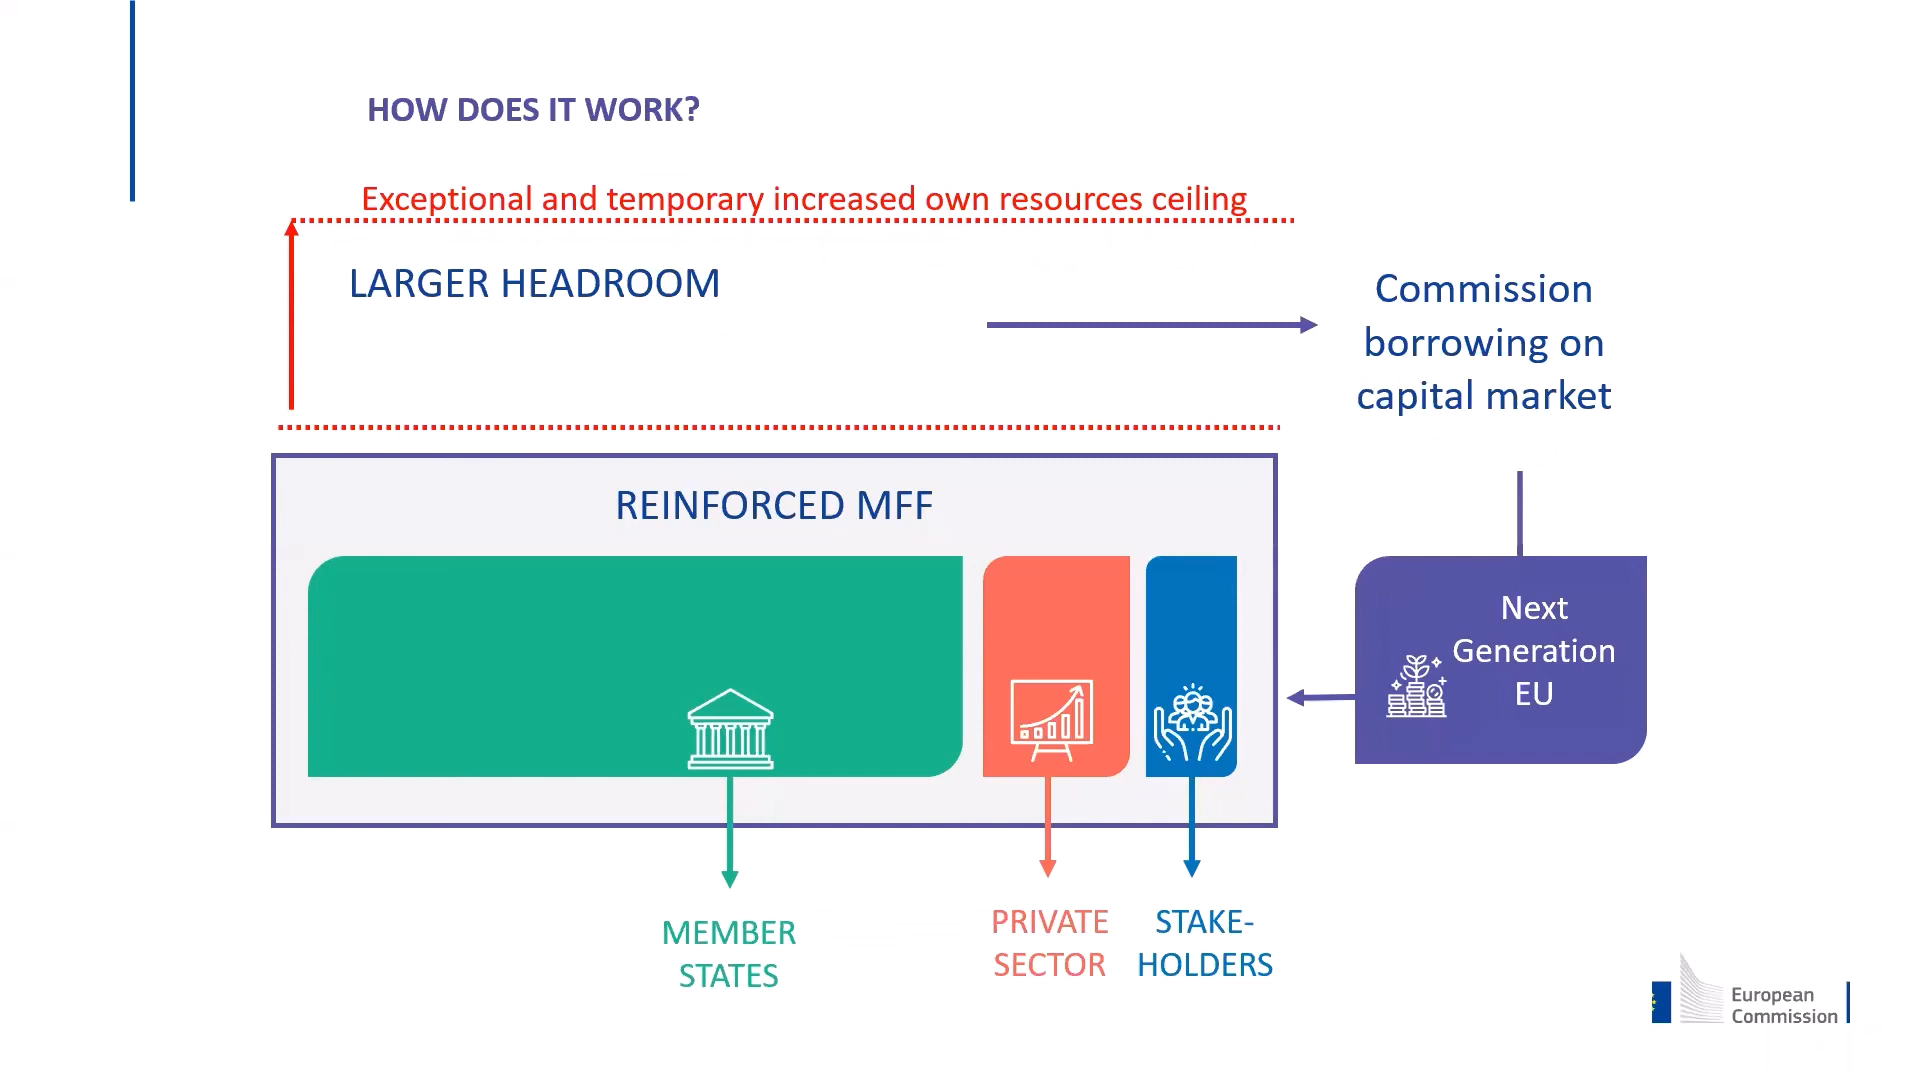 HOW DOES IT WORK?
Exceptional and temporary increased own resources ceiling
LARGER HEADROOM
Commission
borrowing on
capital market
REINFORCED MFF
Next
Generation
EU
MEMBER
STATES
PRIVATE
SECTOR
STAKE-
HOLDERS
European
Commission